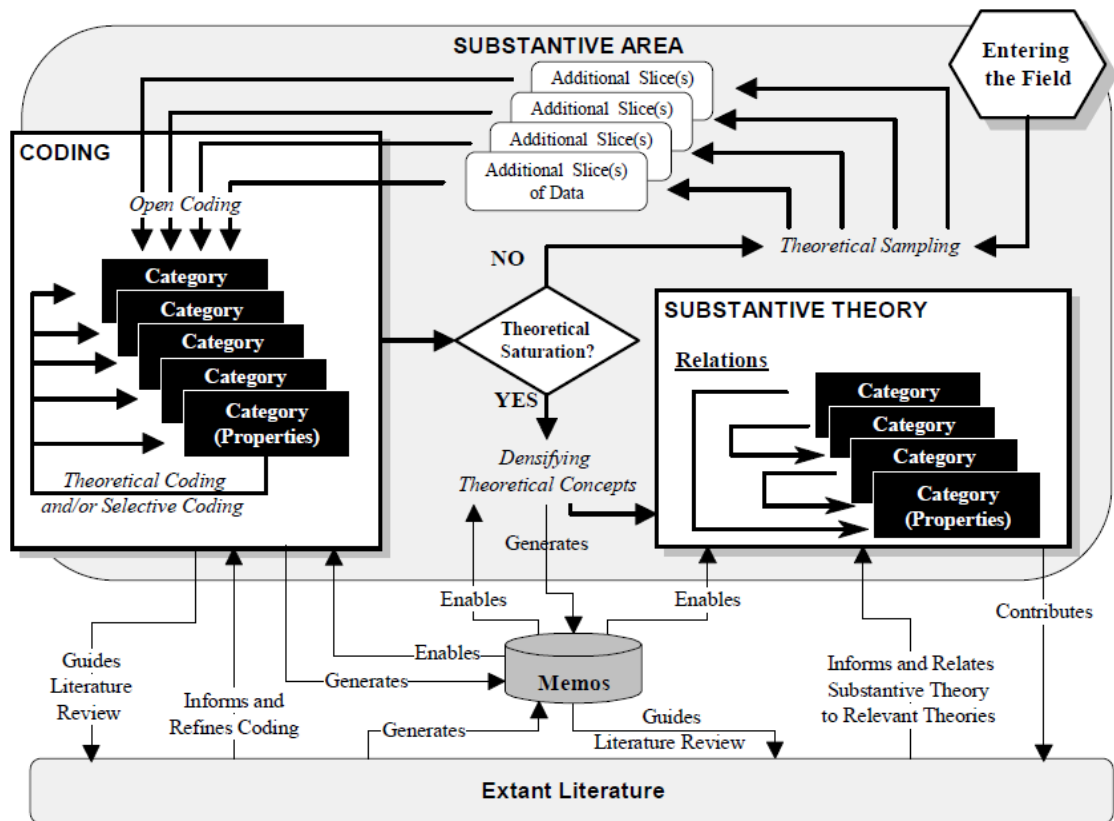 SUBSTANTIVE AREA
Entering
the Field
Additional Slice(s)
Additional Slice(s)
Additional Slice(s)
Additional Slice(s)
of Data
CODING
Open Coding
Category
Category
Category
Category
Category
(Properties)
Theoretical Coding
and/or Selective Coding
Theoretical Sampling
NO
Theoretical
Saturation?
YES
Densifying
Theoretical Concepts
SUBSTANTIVE THEORY
Relations
Category
Category
Category
Category
(Properties)
Generates
Enables
Enables
Contributes
Enables
Guides
Literature
Review
Informs and
Refines Coding
Generates
Memos
Informs and Relates
Substantive Theory
to Relevant Theories
Generates
Guides
Literature Review
Extant Literature